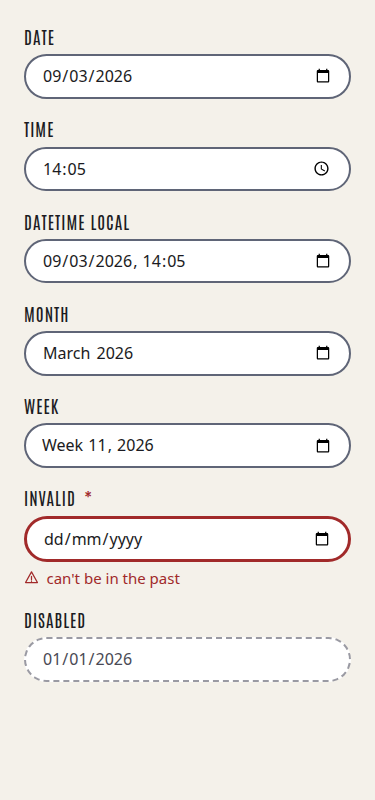 DATE
09/03/2026
TIME
14:05
DATETIME LOCAL
09/03/2026, 14:05
MONTH
March 2026
WEEK
Week 11, 2026
INVALID *
dd/mm/yyyy
can't be in the past
DISABLED
01/01/2026